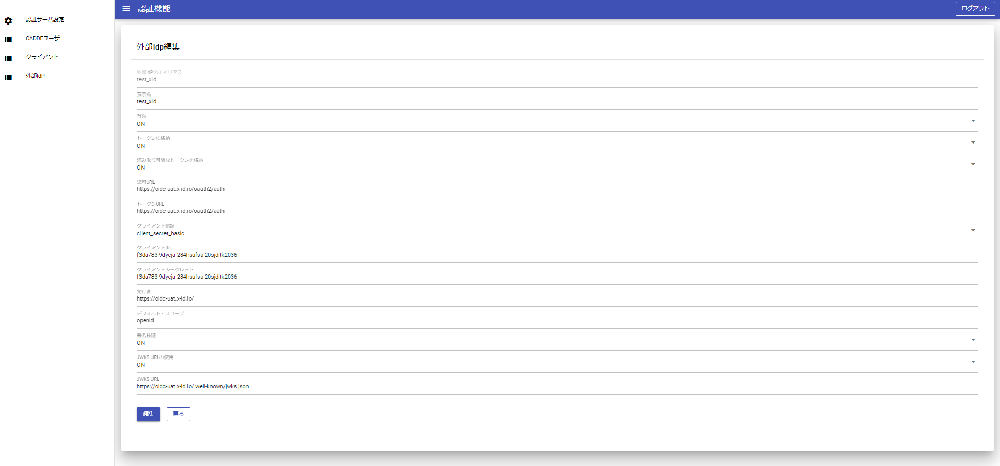 認証機能
ログアウト
認証サーバ設定
CADDEユーザ
クライアント
外部IdP
外部Idp編集
外部IdPのエイリアス
test_xid
表示名
test_xid
有効
ON
トークンの格納
ON
読み取り可能なトークンを格納
ON
認可URL
https://oidc-uat.x-id.io/oauth2/auth
トークンURL
https://oidc-uat.x-id.io/oauth2/auth
クライアント認証
client_secret_basic
クライアントID
f3da783-9dyeja-284hsufsa-20sjditk2036
クライアントシークレット
f3da783-9dyeja-284hsufsa-20sjditk2036
発行者
https://oidc-uat.x-id.io/
デフォルト・スコープ
openid
署名検証
ON
JWKS URLの使用
ON
JWKS URL
https://oidc-uat.x-id.io/.well-known/jwks.json
編集
戻る